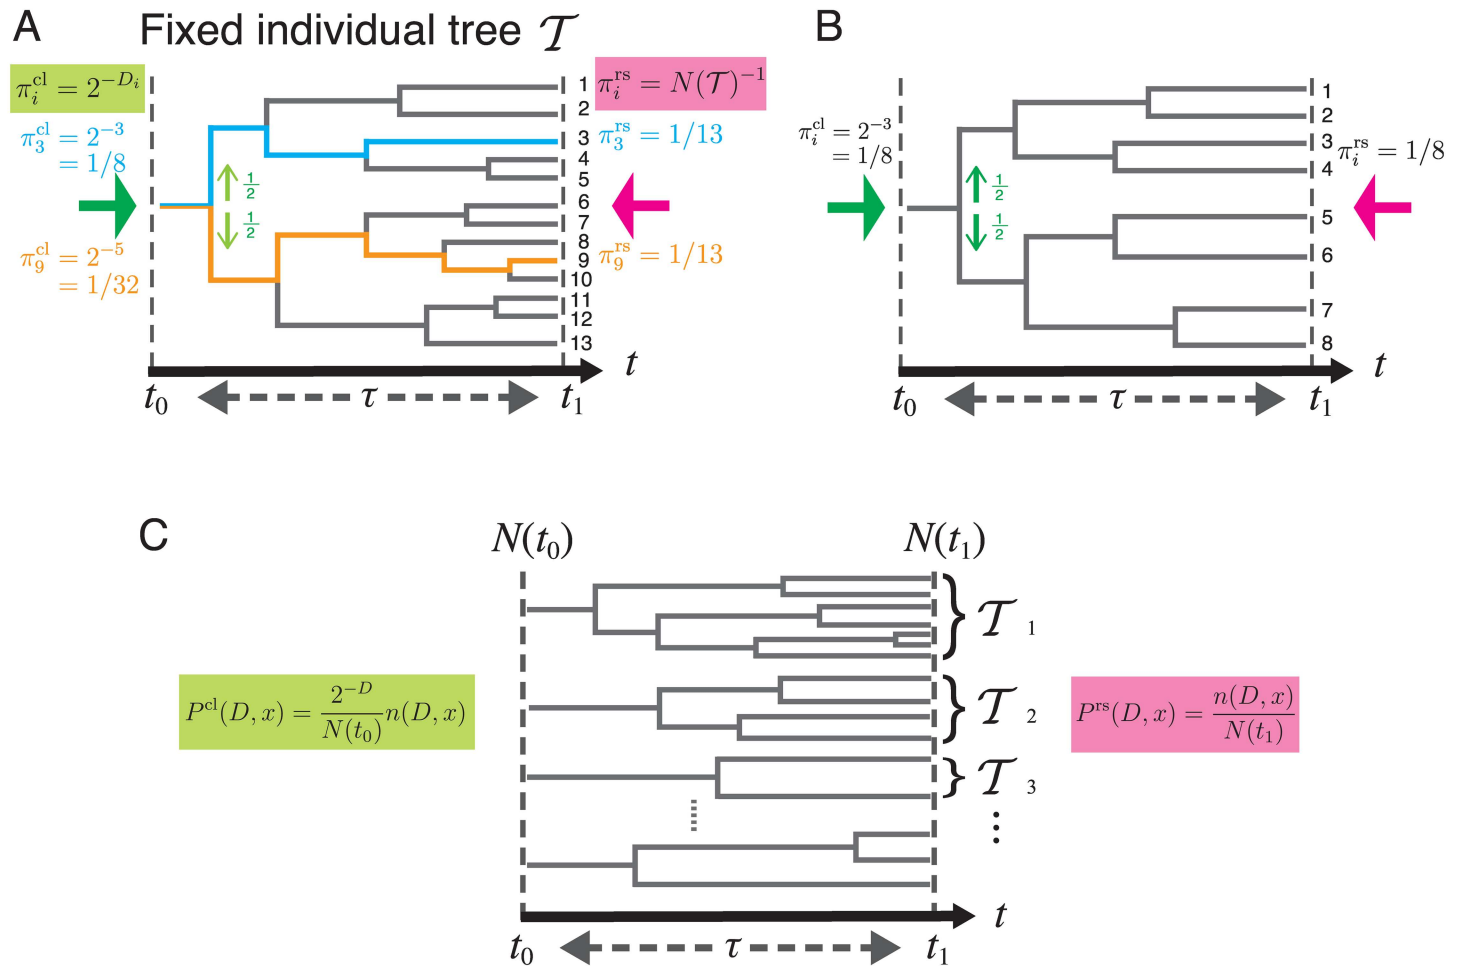 A
Fixed individual tree 𝒯
π_i^cl = 2^{-D_i}
π_i^rs = N(𝒯)^{-1}
π_3^cl = 2^{-3}
= 1/8
π_3^rs = 1/13
1/2
1/2
π_9^cl = 2^{-5}
= 1/32
π_9^rs = 1/13
1
2
3
4
5
6
7
8
9
10
11
12
13
t
t_0
τ
t_1
B
π_i^cl = 2^{-3}
= 1/8
π_i^rs = 1/8
1/2
1/2
1
2
3
4
5
6
7
8
t
t_0
τ
t_1
C
N(t_0)
N(t_1)
} 𝒯 1
} 𝒯 2
} 𝒯 3
⋮
P^cl(D, x) = \frac{2^{-D}}{N(t_0)} n(D, x)
P^rs(D, x) = \frac{n(D, x)}{N(t_1)}
t
t_0
τ
t_1